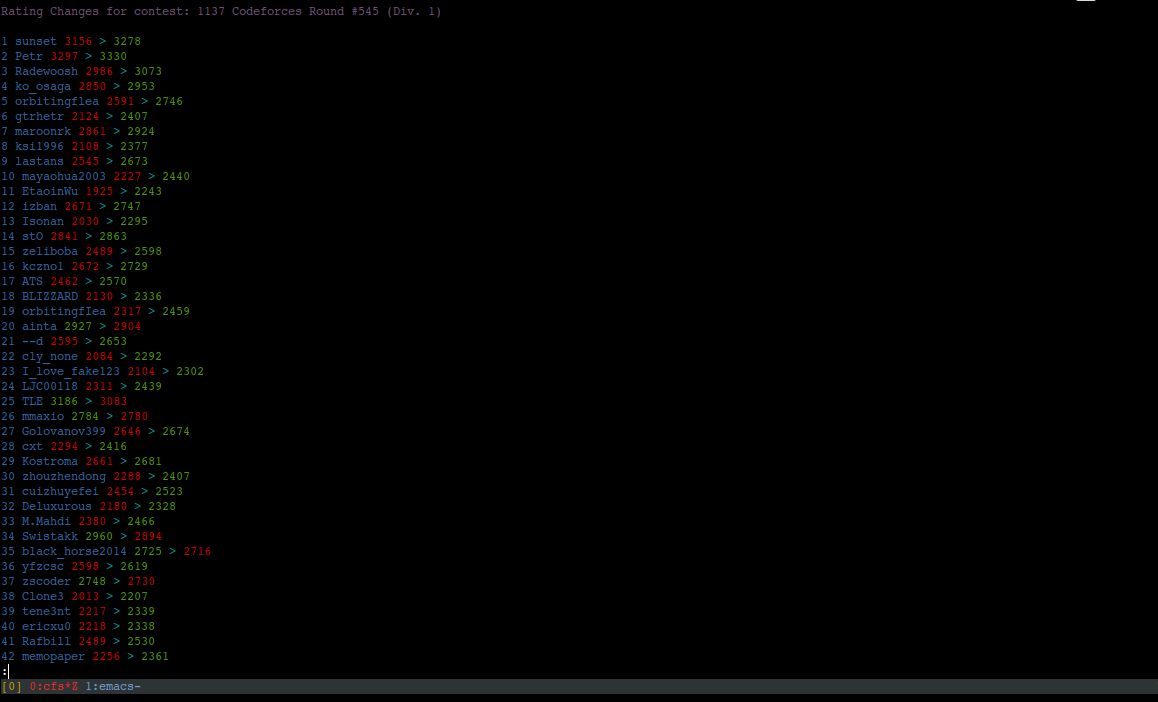 Rating Changes for contest: 1137 Codeforces Round #545 (Div. 1)
1 sunset 3156 > 3278
2 Petr 3297 > 3330
3 Radewoosh 2986 > 3073
4 ko_osaga 2850 > 2953
5 orbitingflea 2591 > 2746
6 gtrhetr 2124 > 2407
7 maroonrk 2861 > 2924
8 ksi1996 2108 > 2377
9 lastans 2545 > 2673
10 mayaohua2003 2227 > 2440
11 EtaoinWu 1925 > 2243
12 izban 2671 > 2747
13 Isonan 2030 > 2295
14 stO 2841 > 2863
15 zeliboba 2489 > 2598
16 kczno1 2672 > 2729
17 ATS 2462 > 2570
18 BLIZZARD 2130 > 2336
19 orbitingfIea 2317 > 2459
20 ainta 2927 > 2904
21 --d 2595 > 2653
22 cly_none 2084 > 2292
23 I_love_fake123 2104 > 2302
24 LJC00118 2311 > 2439
25 TLE 3186 > 3083
26 mmaxio 2784 > 2780
27 Golovanov399 2646 > 2674
28 cxt 2294 > 2416
29 Kostroma 2661 > 2681
30 zhouzhendong 2288 > 2407
31 cuizhuyefei 2454 > 2523
32 Deluxurous 2180 > 2328
33 M.Mahdi 2380 > 2466
34 Swistakk 2960 > 2894
35 black_horse2014 2725 > 2716
36 yfzcsc 2598 > 2619
37 zscoder 2748 > 2730
38 Clone3 2013 > 2207
39 tene3nt 2217 > 2339
40 ericxu0 2218 > 2338
41 Rafbill 2489 > 2530
42 memopaper 2256 > 2361
:
[0] 0:cfs*Z 1:emacs-